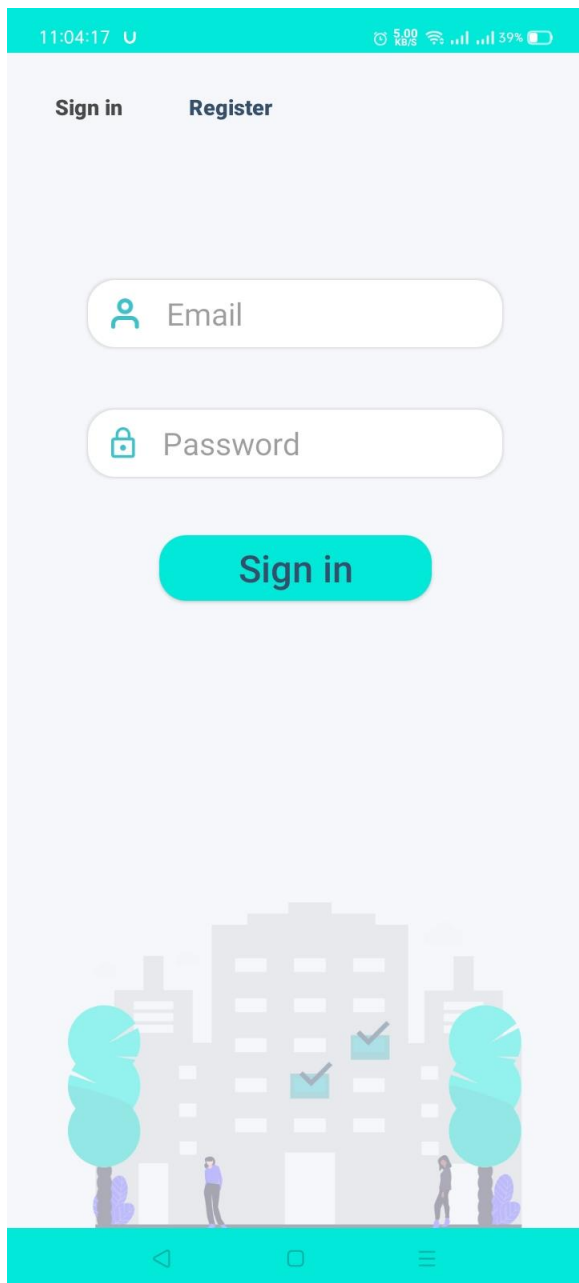 11:04:17 U 5.00 KB/S 39%
Sign in Register
Email
Password
Sign in